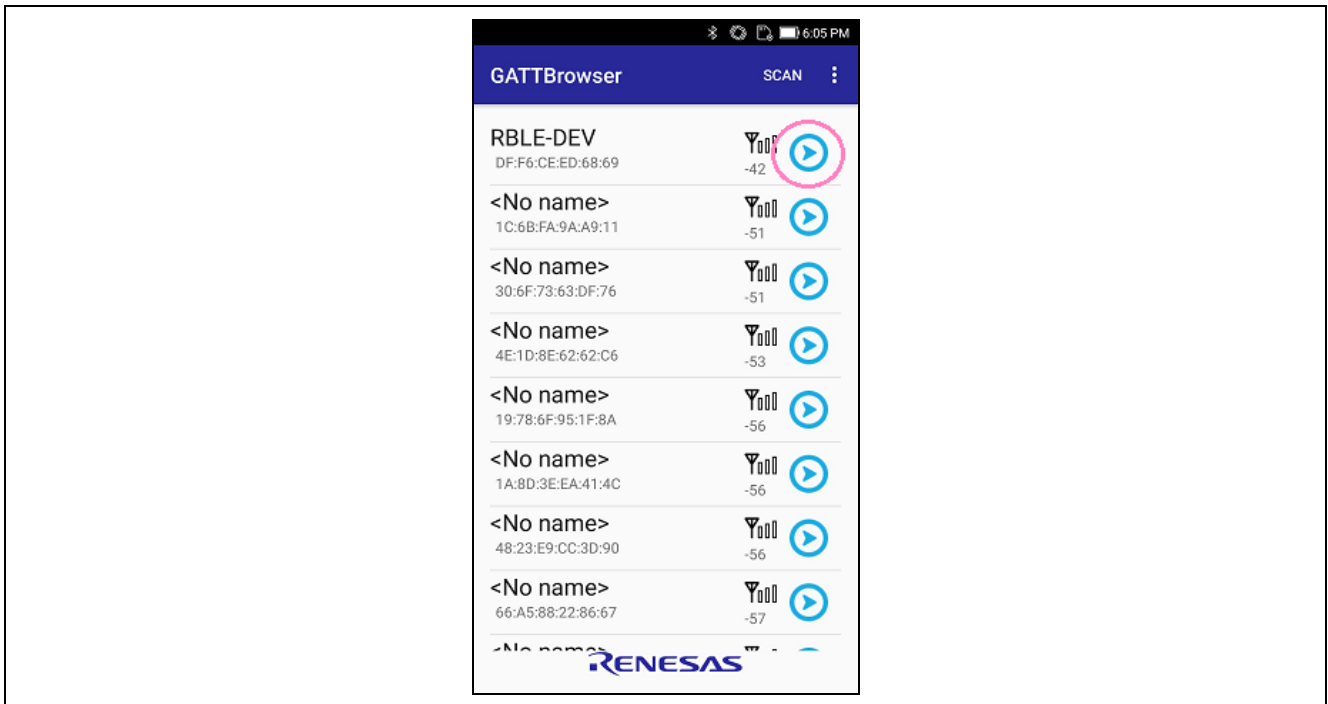 6:05 PM
GATTBrowser SCAN
RBLE-DEV
DF:F6:CE:ED:68:69 -42
<No name>
1C:6B:FA:9A:A9:11 -51
<No name>
30:6F:73:63:DF:76 -51
<No name>
4E:1D:8E:62:62:C6 -53
<No name>
19:78:6F:95:1F:8A -56
<No name>
1A:8D:3E:EA:41:4C -56
<No name>
48:23:E9:CC:3D:90 -56
<No name>
66:A5:88:22:86:67 -57
RENESAS